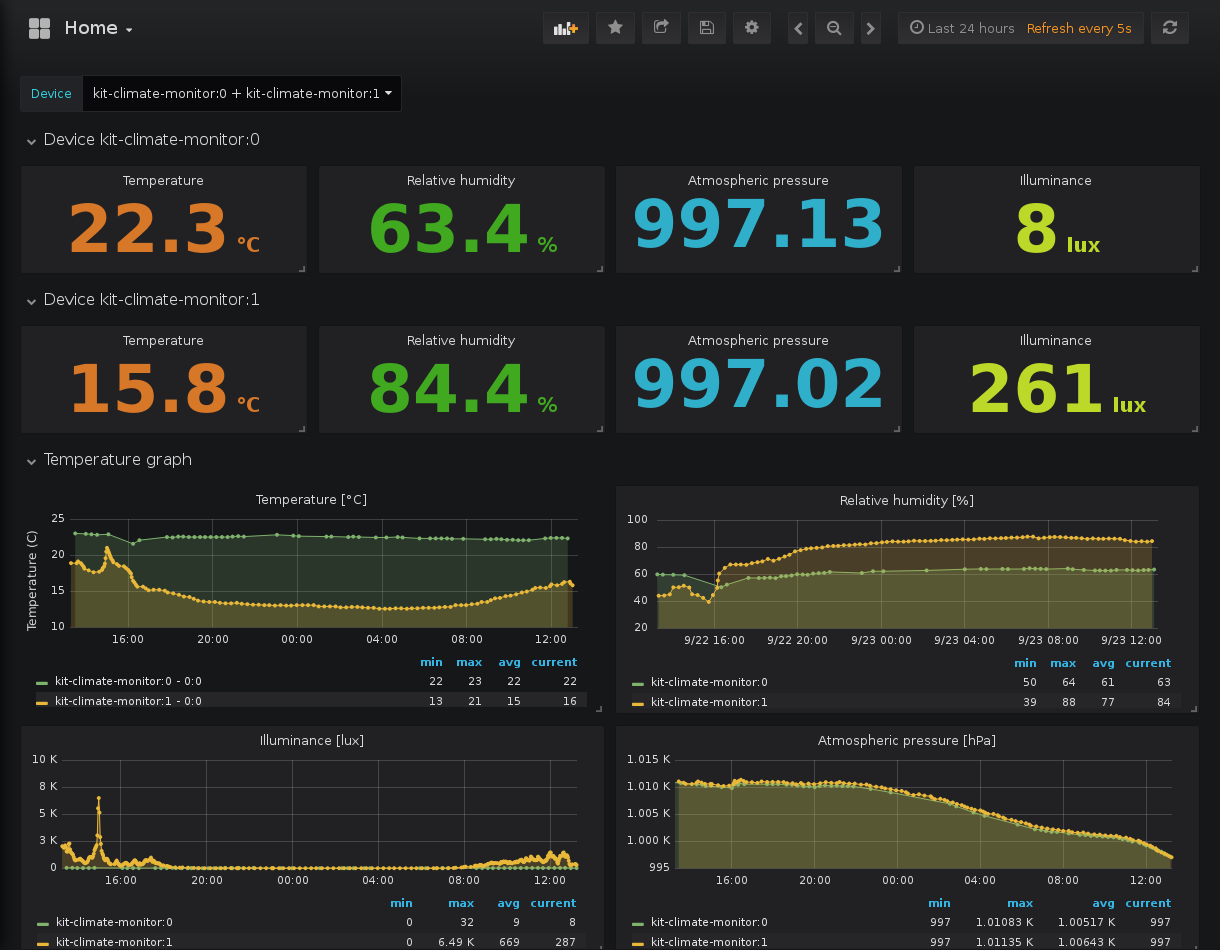 Home
Last 24 hours Refresh every 5s
Device kit-climate-monitor:0 + kit-climate-monitor:1
Device kit-climate-monitor:0
Temperature Relative humidity Atmospheric pressure Illuminance
22.3 °C 63.4 % 997.13 8 lux
Device kit-climate-monitor:1
Temperature Relative humidity Atmospheric pressure Illuminance
15.8 °C 84.4 % 997.02 261 lux
Temperature graph
Temperature [°C]
Temperature (C)
25
20
15
10
16:00 20:00 00:00 04:00 08:00 12:00
min max avg current
kit-climate-monitor:0 - 0:0 22 23 22 22
kit-climate-monitor:1 - 0:0 13 21 15 16
Relative humidity [%]
100
80
60
40
20
9/22 16:00 9/22 20:00 9/23 00:00 9/23 04:00 9/23 08:00 9/23 12:00
min max avg current
kit-climate-monitor:0 50 64 61 63
kit-climate-monitor:1 39 88 77 84
Illuminance [lux]
10 K
8 K
5 K
3 K
0
16:00 20:00 00:00 04:00 08:00 12:00
min max avg current
kit-climate-monitor:0 0 32 9 8
kit-climate-monitor:1 0 6.49 K 669 287
Atmospheric pressure [hPa]
1.015 K
1.010 K
1.005 K
1.000 K
995
16:00 20:00 00:00 04:00 08:00 12:00
min max avg current
kit-climate-monitor:0 997 1.01083 K 1.00517 K 997
kit-climate-monitor:1 997 1.01135 K 1.00643 K 997